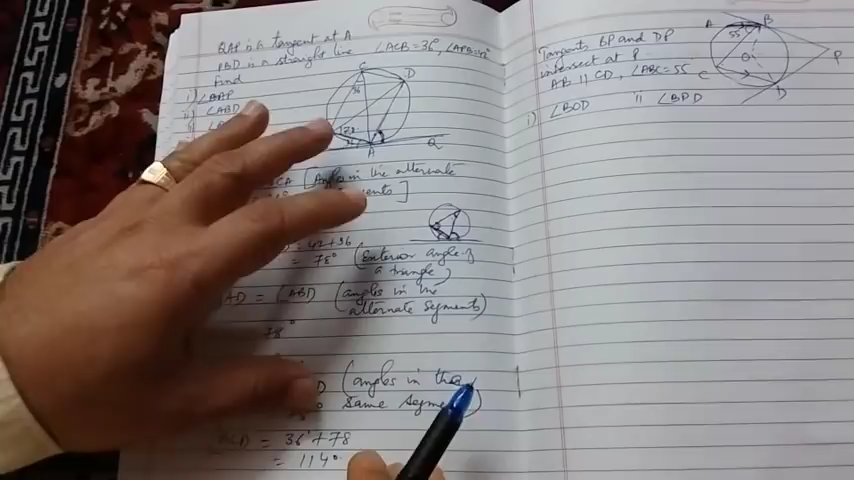 QAP is a tangent at A
PBD is a straight line ∠ACB = 36°, ∠APB = 42°
Find
i) ∠BAP
ii) ∠ABD
C
D
36
A
Q
CA [Angles in the alternate
= 42+36
= 78° (Exterior angle of
a triangle)
AD = ∠ABD (angles in the
alternate segments)
78°
(angles in the
same segment)
= 36°+78
= 114°
Tangents BP and DP
intersect at P
AB || CD, ∠ABC = 55
i) ∠BOD ii ∠BPD
A
B
55°
O
P
C
D